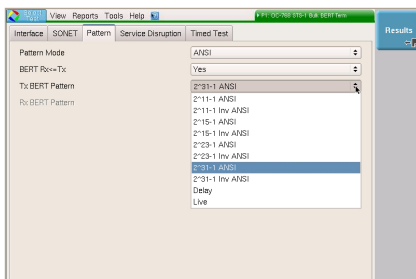 View Reports Tools Help
P1: OC-768 STS-1 Bulk BERT Term
Results
Interface SONET Pattern Service Disruption Timed Test
Pattern Mode ANSI
BERT Rx<=Tx Yes
Tx BERT Pattern 2^31-1 ANSI
Rx BERT Pattern
2^11-1 ANSI
2^11-1 Inv ANSI
2^15-1 ANSI
2^15-1 Inv ANSI
2^23-1 ANSI
2^23-1 Inv ANSI
2^31-1 ANSI
2^31-1 Inv ANSI
Delay
Live